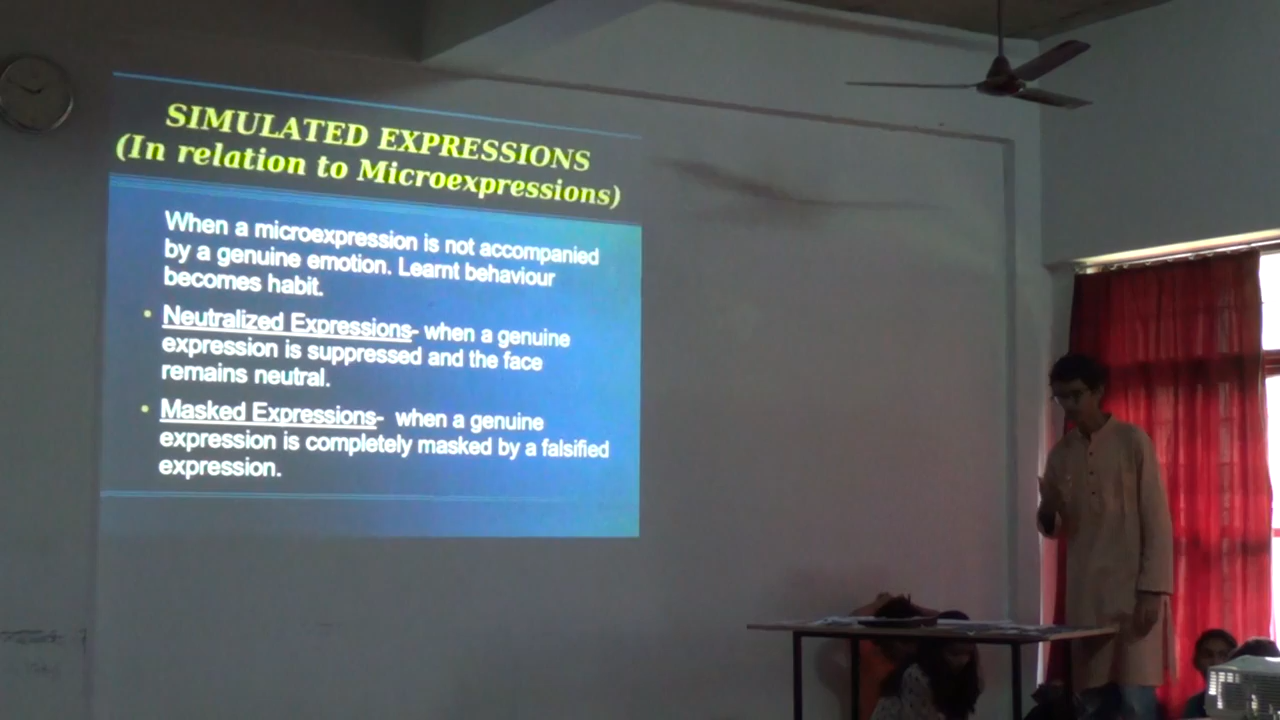 SIMULATED EXPRESSIONS
(In relation to Microexpressions)
When a microexpression is not accompanied
by a genuine emotion. Learnt behaviour
becomes habit.
• Neutralized Expressions- when a genuine
expression is suppressed and the face
remains neutral.
• Masked Expressions- when a genuine
expression is completely masked by a falsified
expression.